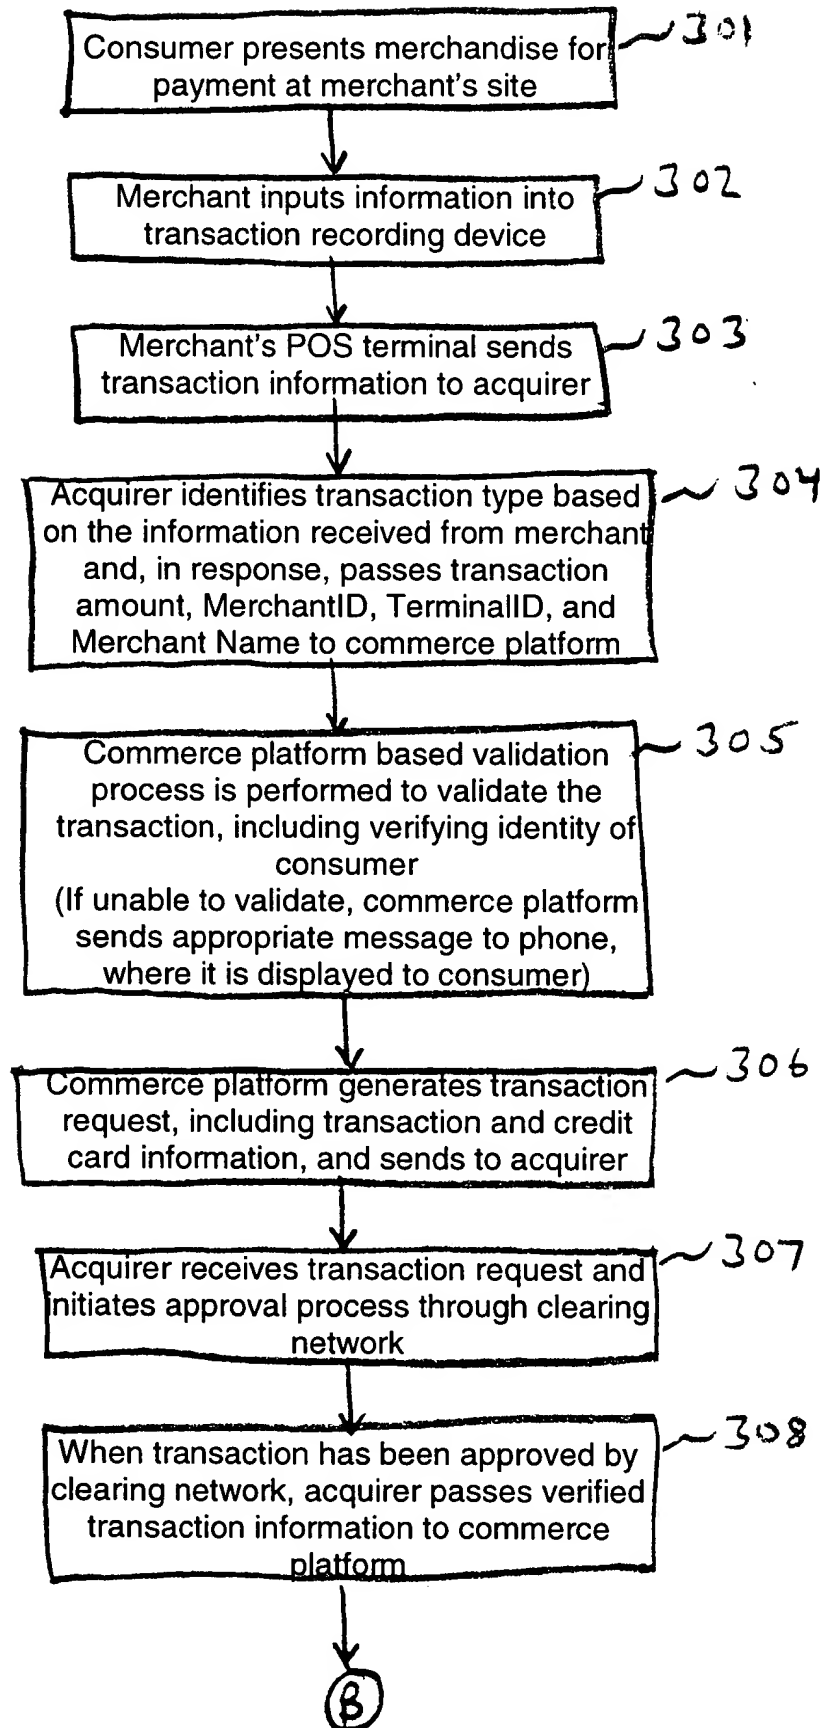 Consumer presents merchandise for
payment at merchant's site
301
Merchant inputs information into
transaction recording device
302
Merchant's POS terminal sends
transaction information to acquirer
303
Acquirer identifies transaction type based
on the information received from merchant
and, in response, passes transaction
amount, MerchantID, TerminalID, and
Merchant Name to commerce platform
304
Commerce platform based validation
process is performed to validate the
transaction, including verifying identity of
consumer
(If unable to validate, commerce platform
sends appropriate message to phone,
where it is displayed to consumer)
305
Commerce platform generates transaction
request, including transaction and credit
card information, and sends to acquirer
306
Acquirer receives transaction request and
initiates approval process through clearing
network
307
When transaction has been approved by
clearing network, acquirer passes verified
transaction information to commerce
platform
308
B